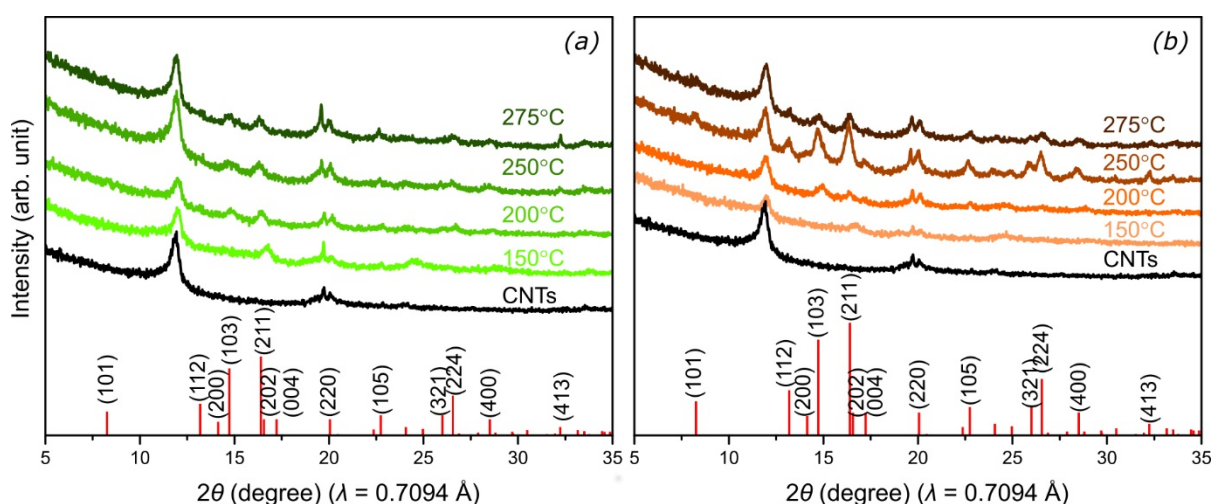 (a)
275°C
250°C
200°C
150°C
CNTs
Intensity (arb. unit)
(101)
(112)
(200)
(103)
(211)
(202)
(004)
(220)
(105)
(321)
(224)
(400)
(413)
5 10 15 20 25 30 35
2θ (degree) (λ = 0.7094 Å)
(b)
275°C
250°C
200°C
150°C
CNTs
(101)
(112)
(200)
(103)
(211)
(202)
(004)
(220)
(105)
(321)
(224)
(400)
(413)
5 10 15 20 25 30 35
2θ (degree) (λ = 0.7094 Å)